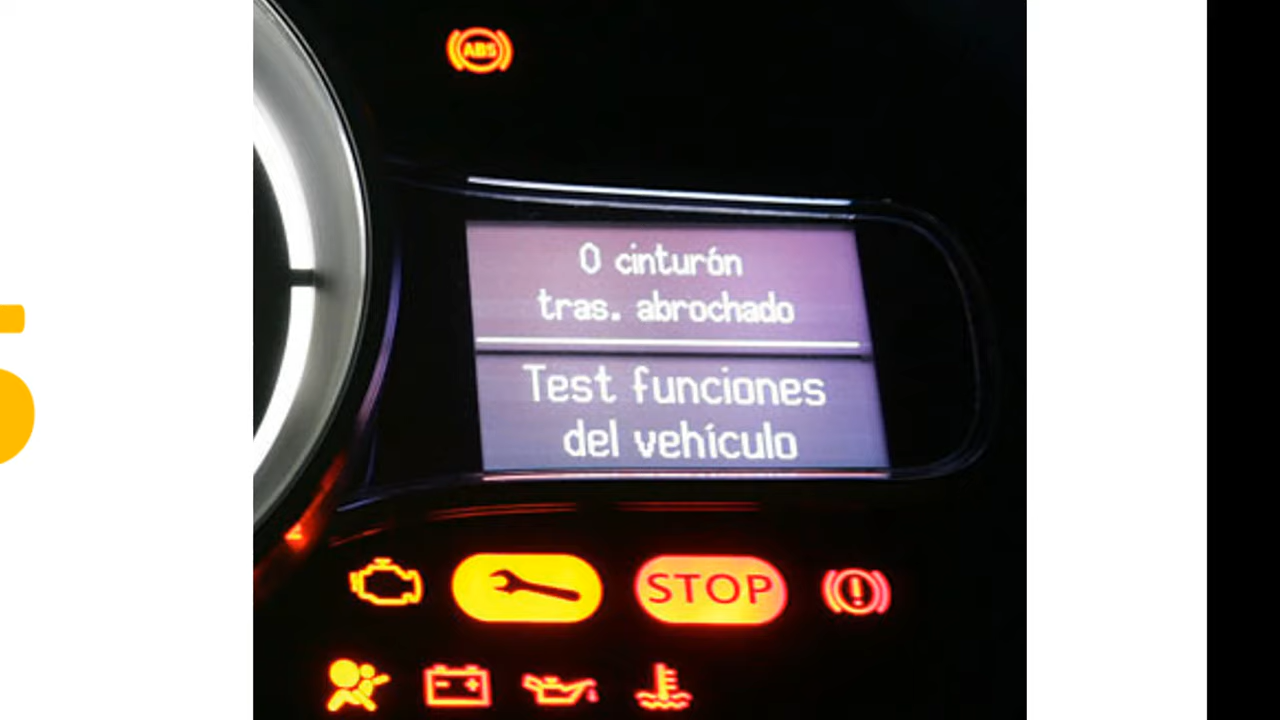 ABS
0 cinturón
tras. abrochado
Test funciones
del vehículo
STOP